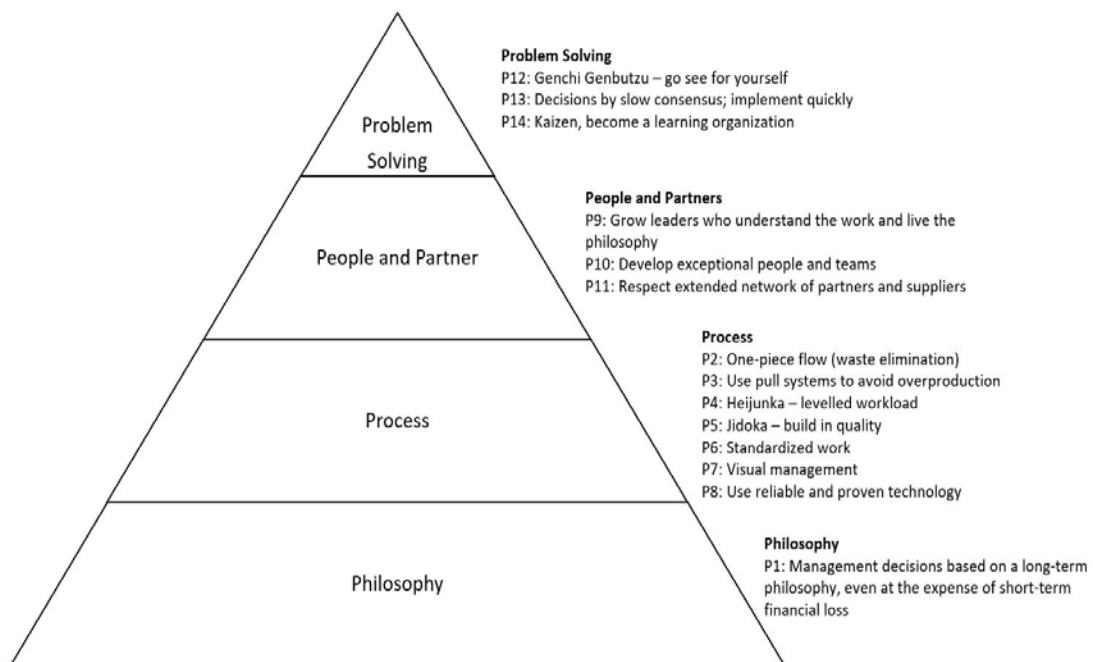 Problem Solving
P12: Genchi Genbutzu – go see for yourself
P13: Decisions by slow consensus; implement quickly
P14: Kaizen, become a learning organization
Problem
Solving
People and Partners
P9: Grow leaders who understand the work and live the
philosophy
P10: Develop exceptional people and teams
P11: Respect extended network of partners and suppliers
People and Partner
Process
P2: One-piece flow (waste elimination)
P3: Use pull systems to avoid overproduction
P4: Heijunka – levelled workload
P5: Jidoka – build in quality
P6: Standardized work
P7: Visual management
P8: Use reliable and proven technology
Process
Philosophy
P1: Management decisions based on a long-term
philosophy, even at the expense of short-term
financial loss
Philosophy